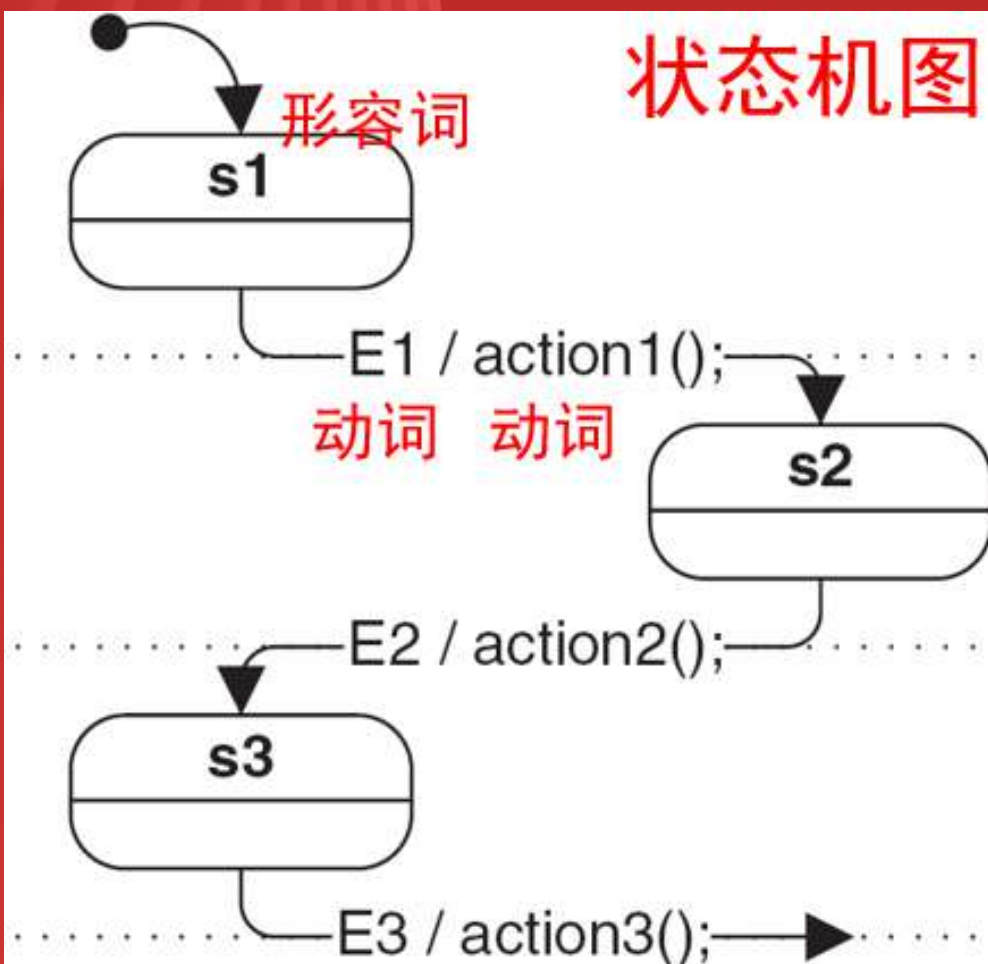 状态机图
形容词
s1
E1 / action1();
动词 动词
s2
E2 / action2();
s3
E3 / action3();